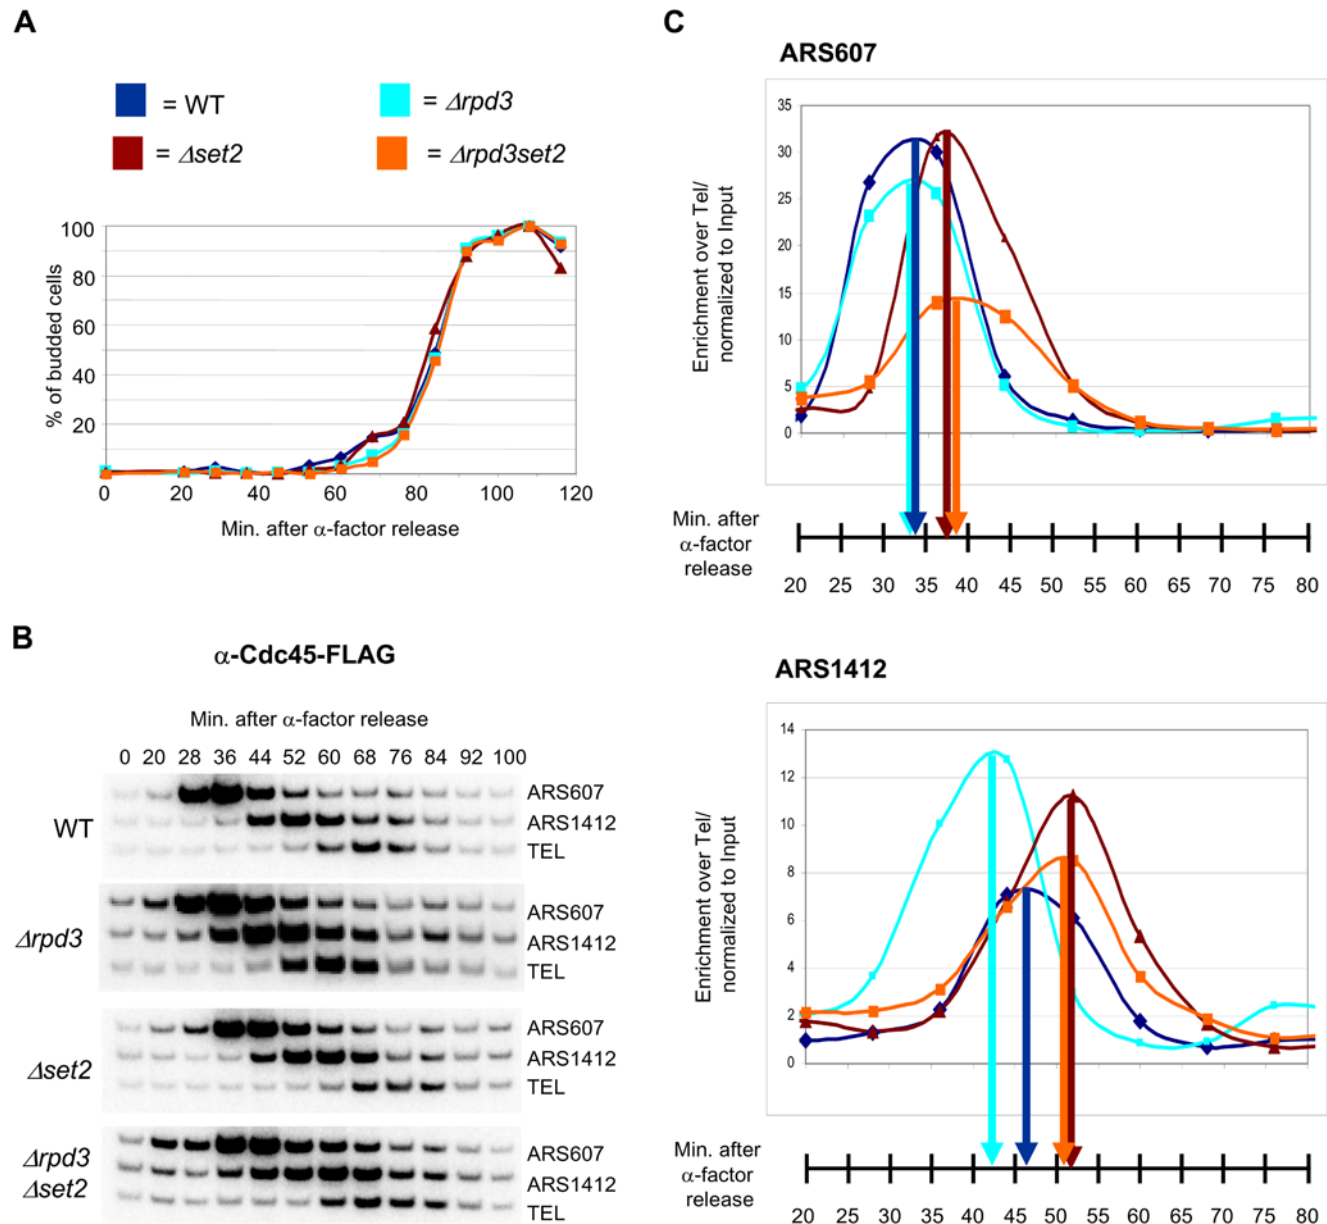 A
= WT
= Δrpd3
= Δset2
= Δrpd3set2
% of budded cells
100
80
60
40
20
0 20 40 60 80 100 120
Min. after α-factor release
B
α-Cdc45-FLAG
Min. after α-factor release
0 20 28 36 44 52 60 68 76 84 92 100
WT
ARS607
ARS1412
TEL
Δrpd3
ARS607
ARS1412
TEL
Δset2
ARS607
ARS1412
TEL
Δrpd3
Δset2
ARS607
ARS1412
TEL
C
ARS607
Enrichment over Tel/
normalized to Input
35
30
25
20
15
10
5
0
Min. after
α-factor
release
20 25 30 35 40 45 50 55 60 65 70 75 80
ARS1412
Enrichment over Tel/
normalized to Input
14
12
10
8
6
4
2
0
Min. after
α-factor
release
20 25 30 35 40 45 50 55 60 65 70 75 80